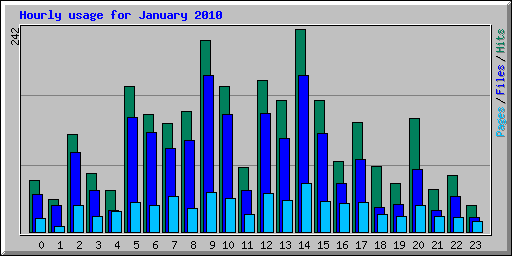 Hourly usage for January 2010
242
Pages / Files / Hits
0 1 2 3 4 5 6 7 8 9 10 11 12 13 14 15 16 17 18 19 20 21 22 23